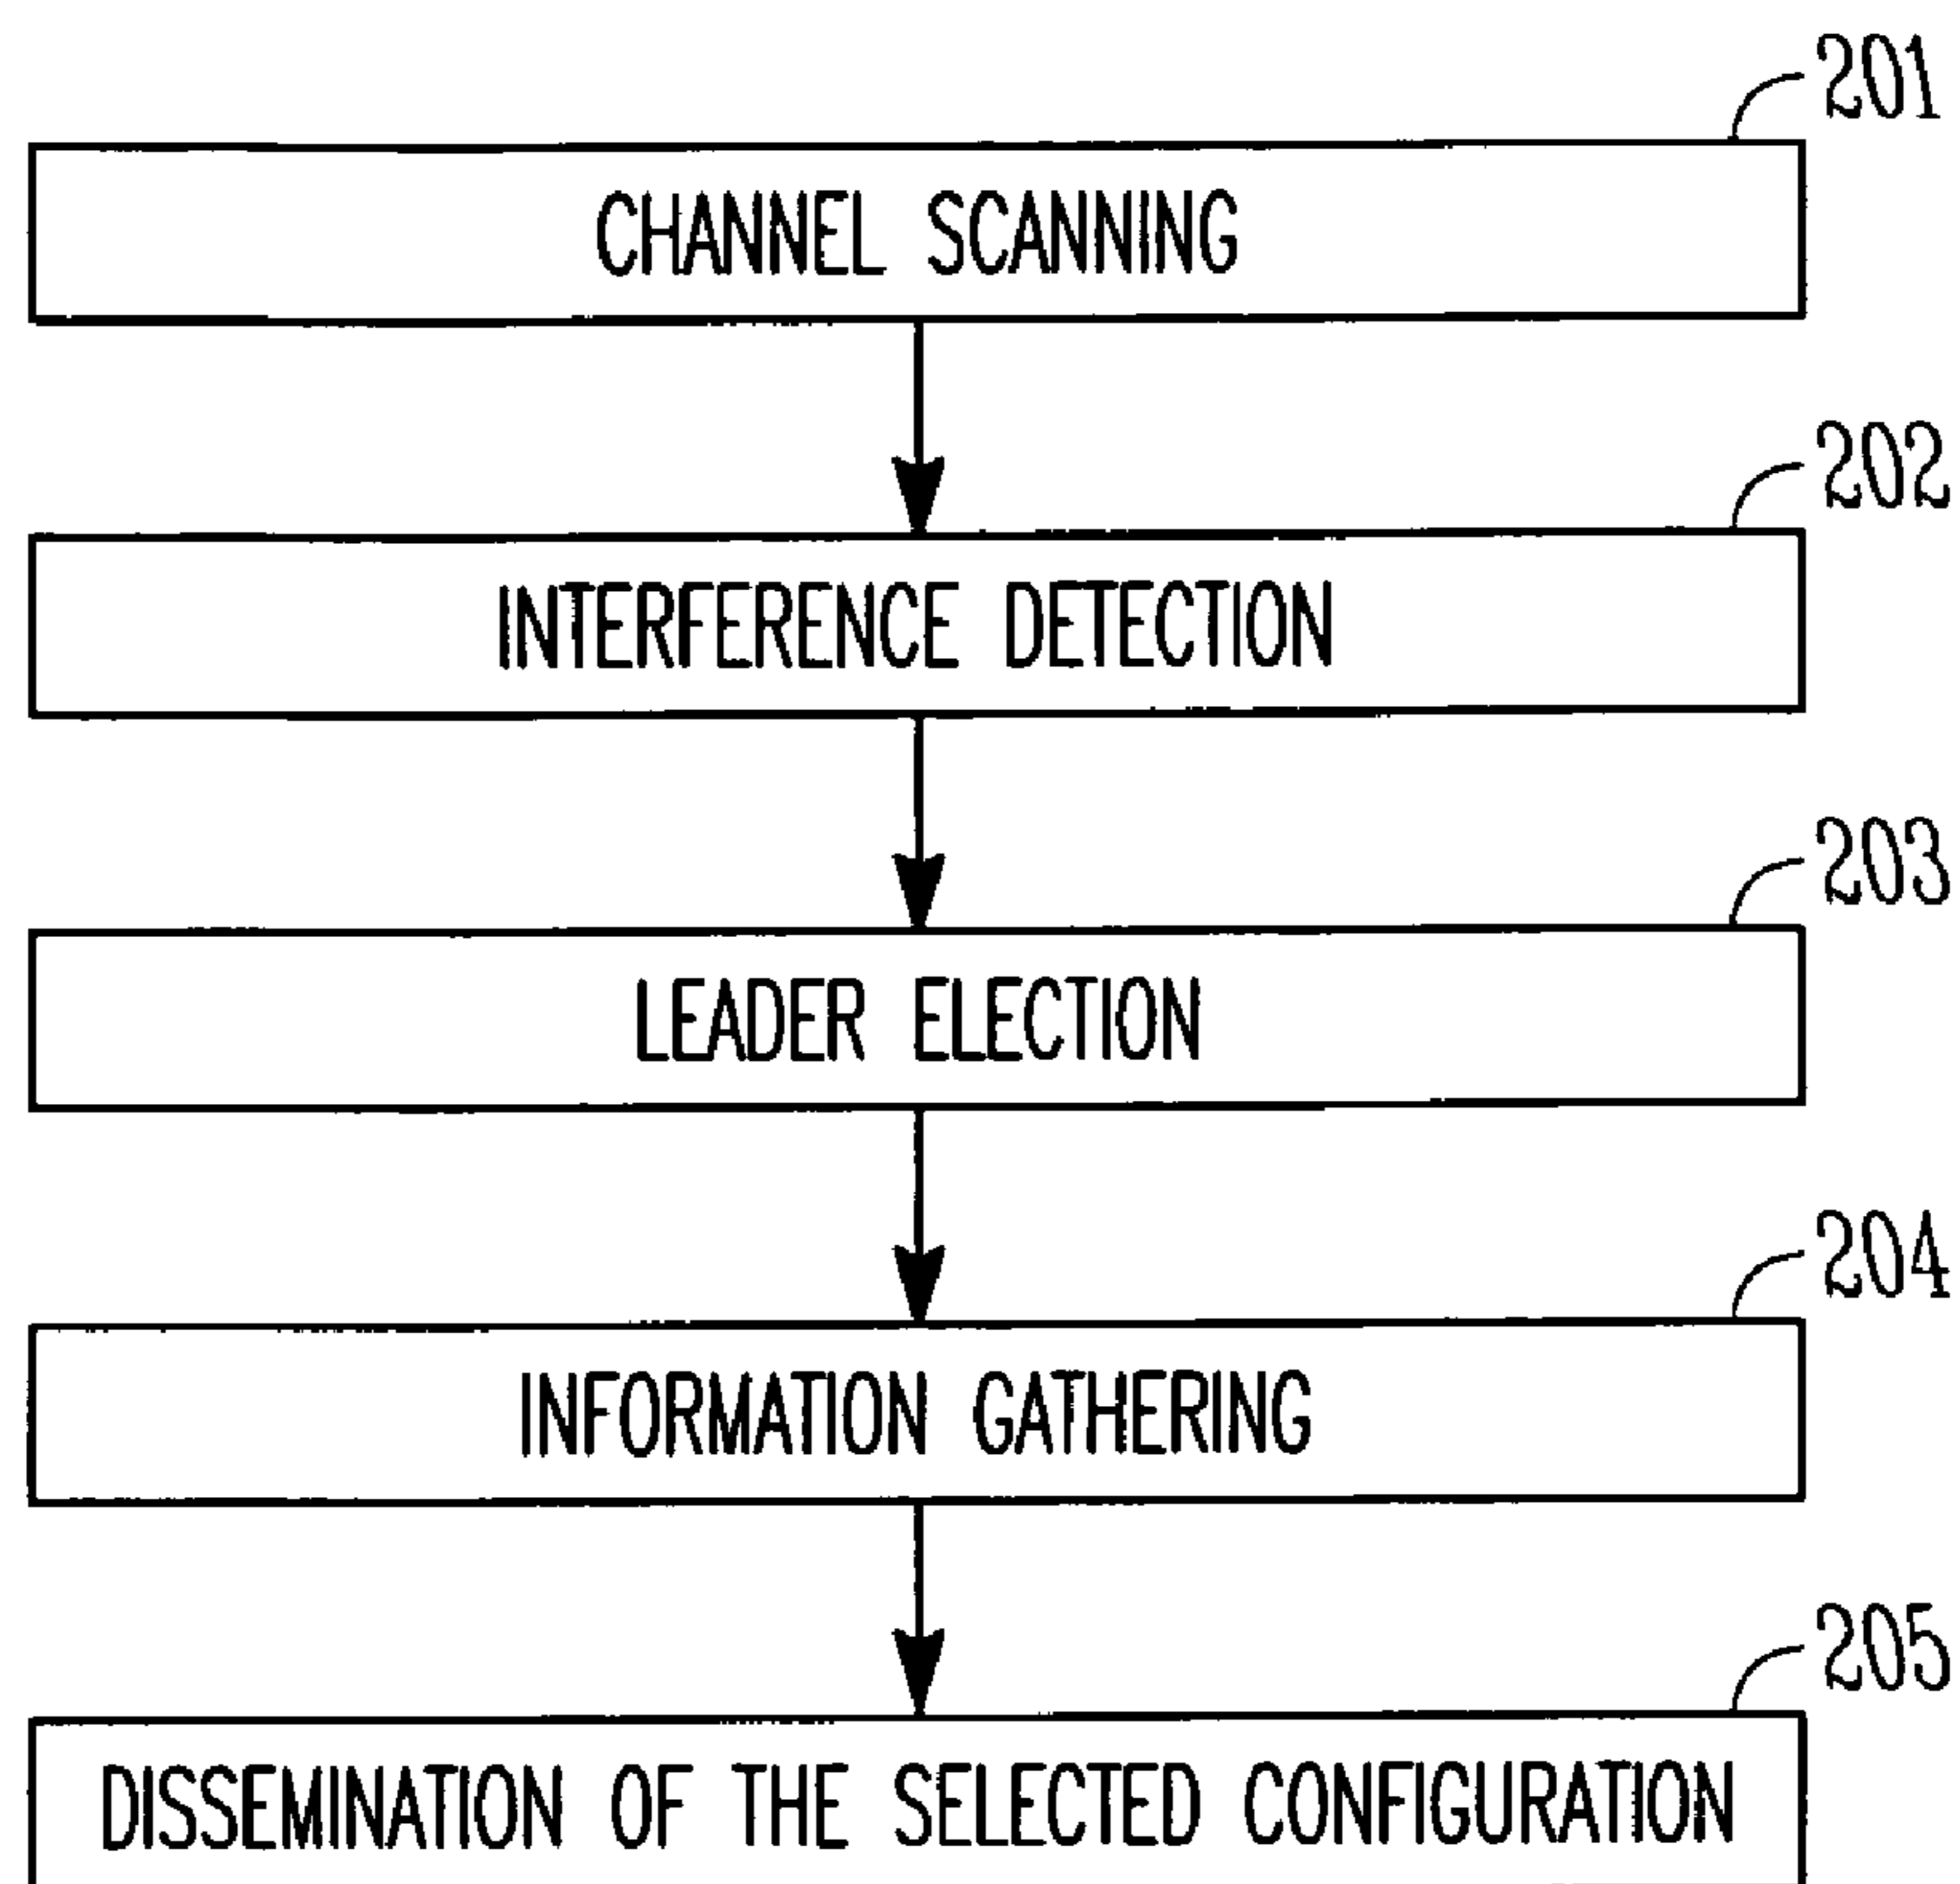 201
CHANNEL SCANNING
202
INTERFERENCE DETECTION
203
LEADER ELECTION
204
INFORMATION GATHERING
205
DISSEMINATION OF THE SELECTED CONFIGURATION